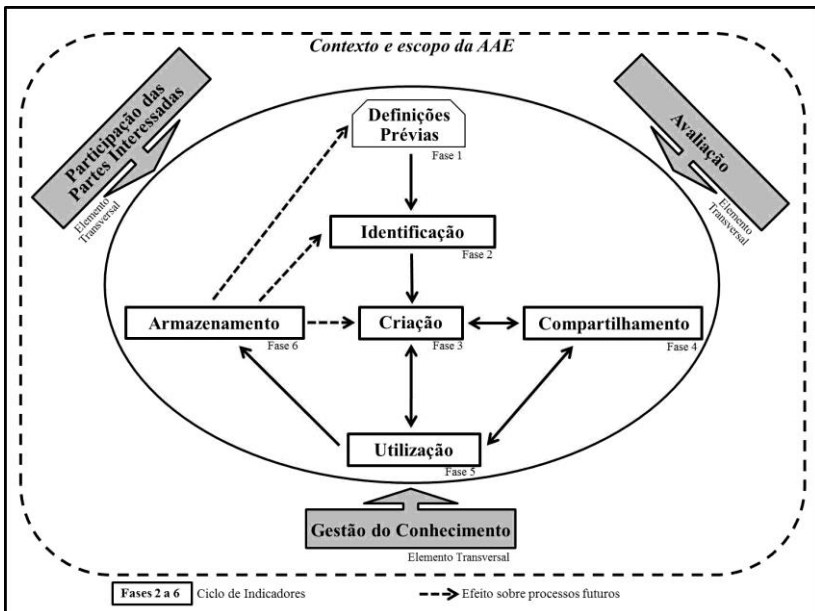 Contexto e escopo da AAE
Participação das
Partes Interessadas
Elemento
Transversal
Avaliação
Elemento
Transversal
Definições
Prévias
Fase 1
Identificação
Fase 2
Armazenamento
Fase 6
Criação
Fase 3
Compartilhamento
Fase 4
Utilização
Fase 5
Gestão do Conhecimento
Elemento Transversal
Fases 2 a 6 Ciclo de Indicadores
Efeito sobre processos futuros